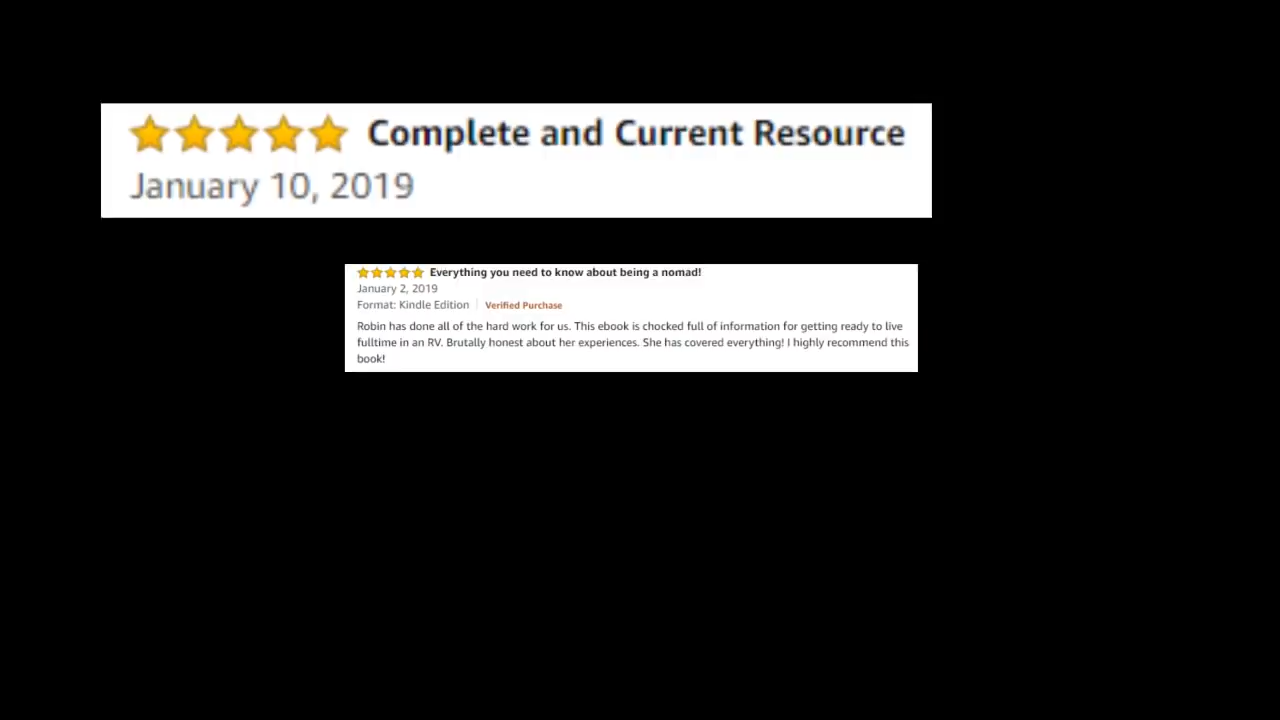 Complete and Current Resource
January 10, 2019
Everything you need to know about being a nomad!
January 2, 2019
Format: Kindle Edition Verified Purchase
Robin has done all of the hard work for us. This ebook is chocked full of information for getting ready to live
fulltime in an RV. Brutally honest about her experiences. She has covered everything! I highly recommend this
book!